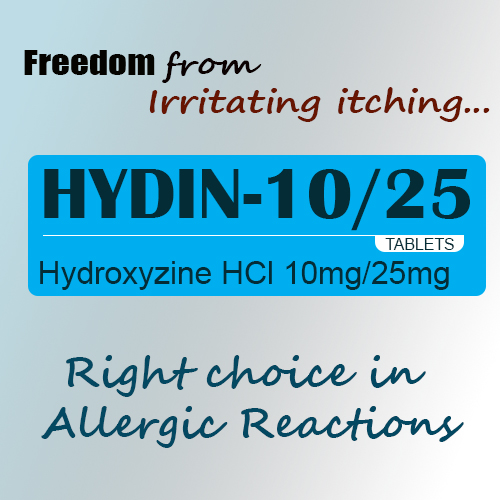 Freedom from
Irritating itching...
HYDIN-10/25
TABLETS
Hydroxyzine HCl 10mg/25mg
Right choice in
Allergic Reactions